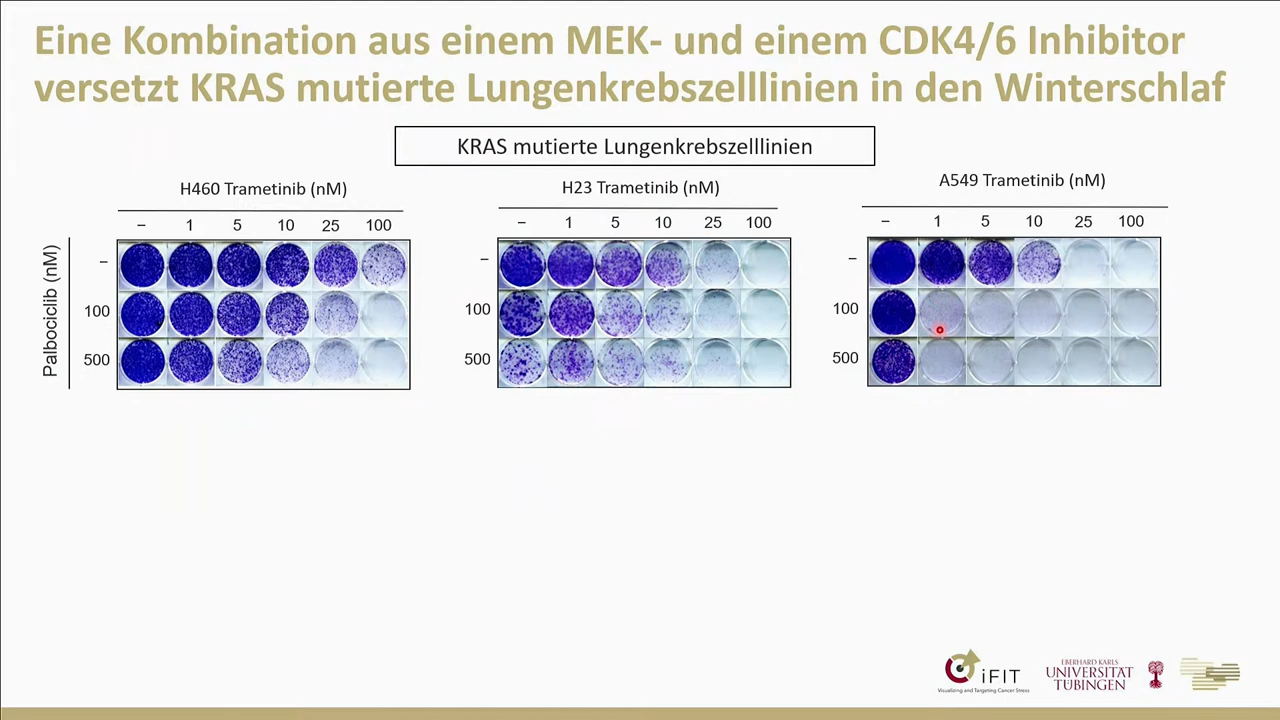 Eine Kombination aus einem MEK- und einem CDK4/6 Inhibitor
versetzt KRAS mutierte Lungenkrebszelllinien in den Winterschlaf
KRAS mutierte Lungenkrebszelllinien
H460 Trametinib (nM)
– 1 5 10 25 100
Palbociclib (nM)
–
100
500
H23 Trametinib (nM)
– 1 5 10 25 100
–
100
500
A549 Trametinib (nM)
– 1 5 10 25 100
–
100
500
iFIT
Visualizing and Targeting Cancer Stress
EBERHARD KARLS
UNIVERSITÄT
TÜBINGEN